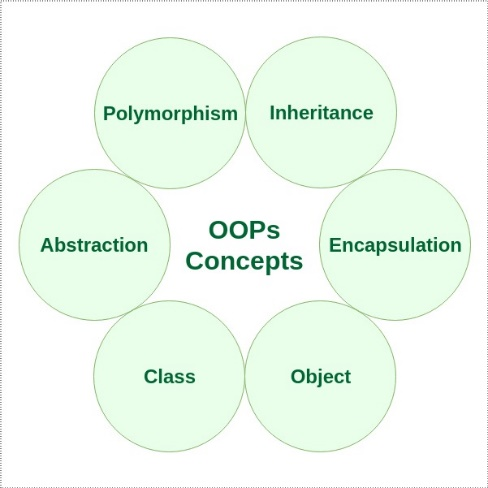 Polymorphism
Inheritance
Abstraction
OOPs
Concepts
Encapsulation
Class
Object